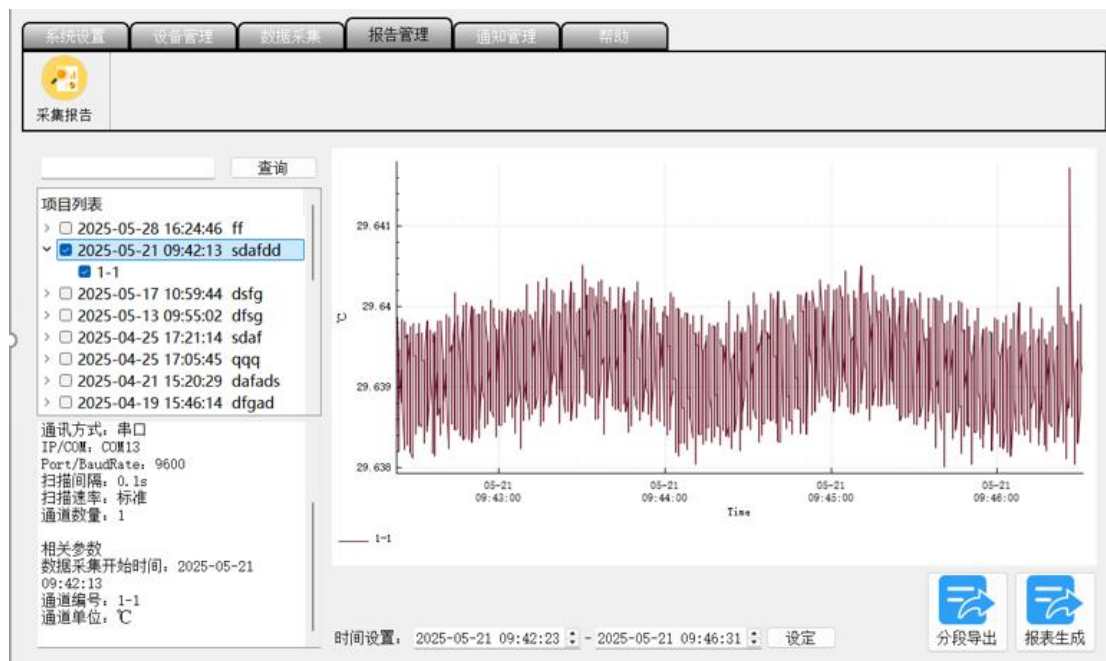 系统设置 设备管理 数据采集 报告管理 通知管理 帮助
采集报告
查询
项目列表
2025-05-28 16:24:46 ff
2025-05-21 09:42:13 sdafdd
1-1
2025-05-17 10:59:44 dsfg
2025-05-13 09:55:02 dfsg
2025-04-25 17:21:14 sdaf
2025-04-25 17:05:45 qqq
2025-04-21 15:20:29 dafads
2025-04-19 15:46:14 dfgad
通讯方式：串口
IP/COM：COM13
Port/BaudRate：9600
扫描间隔：0.1s
扫描速率：标准
通道数量：1
相关参数
数据采集开始时间：2025-05-21
09:42:13
通道编号：1-1
通道单位：℃
29.641
29.64
℃
29.639
29.638
05-21 05-21 05-21 05-21
09:43:00 09:44:00 09:45:00 09:46:00
Time
1-1
时间设置： 2025-05-21 09:42:23 - 2025-05-21 09:46:31 设定
分段导出 报表生成